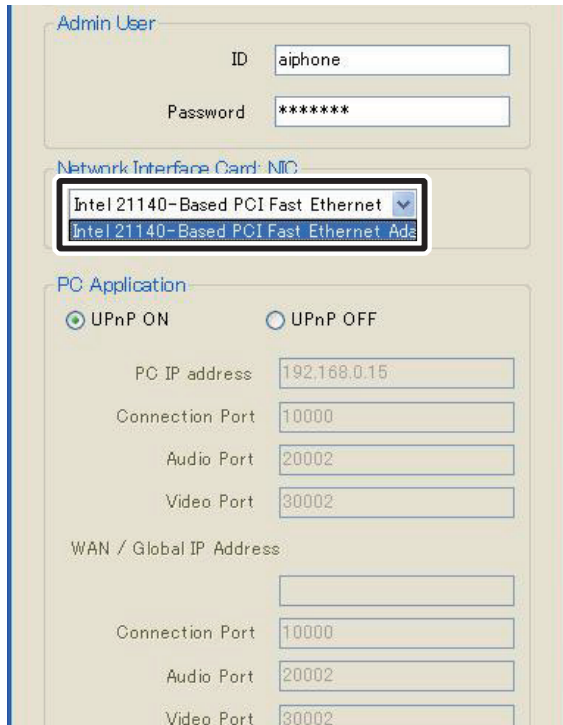 Admin User
ID aiphone
Password *******
Network Interface Card: NIC
Intel 21140-Based PCI Fast Ethernet
Intel 21140-Based PCI Fast Ethernet Ada
PC Application
UPnP ON UPnP OFF
PC IP address 192.168.0.15
Connection Port 10000
Audio Port 20002
Video Port 30002
WAN / Global IP Address
Connection Port 10000
Audio Port 20002
Video Port 30002